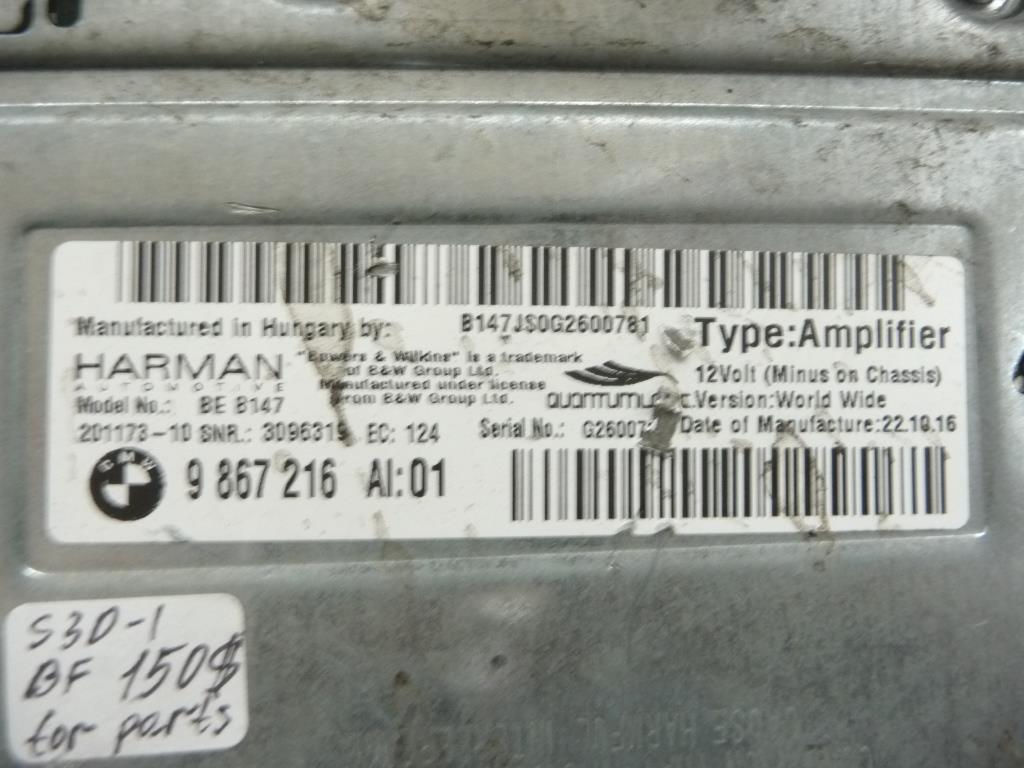 B147JS0G2600781
Manufactured in Hungary by:
HARMAN
AUTOMOTIVE
"Bowers & Wilkins" is a trademark
of B&W Group Ltd.
Manufactured under license
from B&W Group Ltd.
Model No.: BE B147
201173-10 SNR.: 3096319 EC: 124
Serial No.:
Type:Amplifier
12Volt (Minus on Chassis)
Version:World Wide
Date of Manufacture:22.10.16
BMW
9 867 216 AI:01
S3D-1
BF 150$
for parts